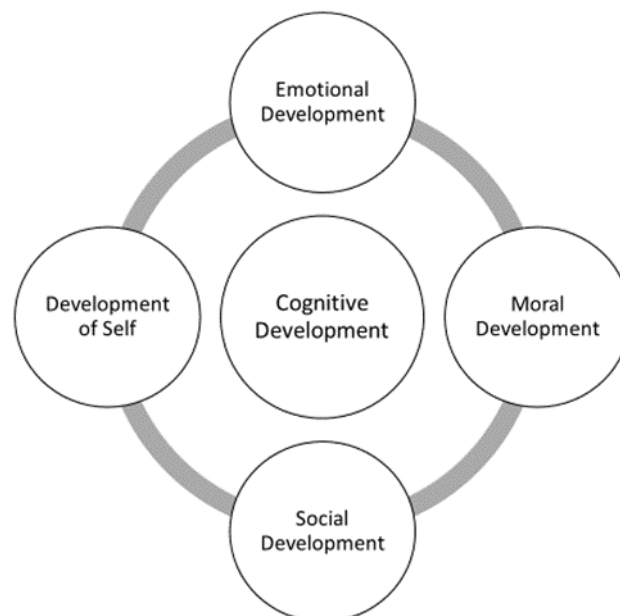 Emotional
Development
Development
of Self
Cognitive
Development
Moral
Development
Social
Development